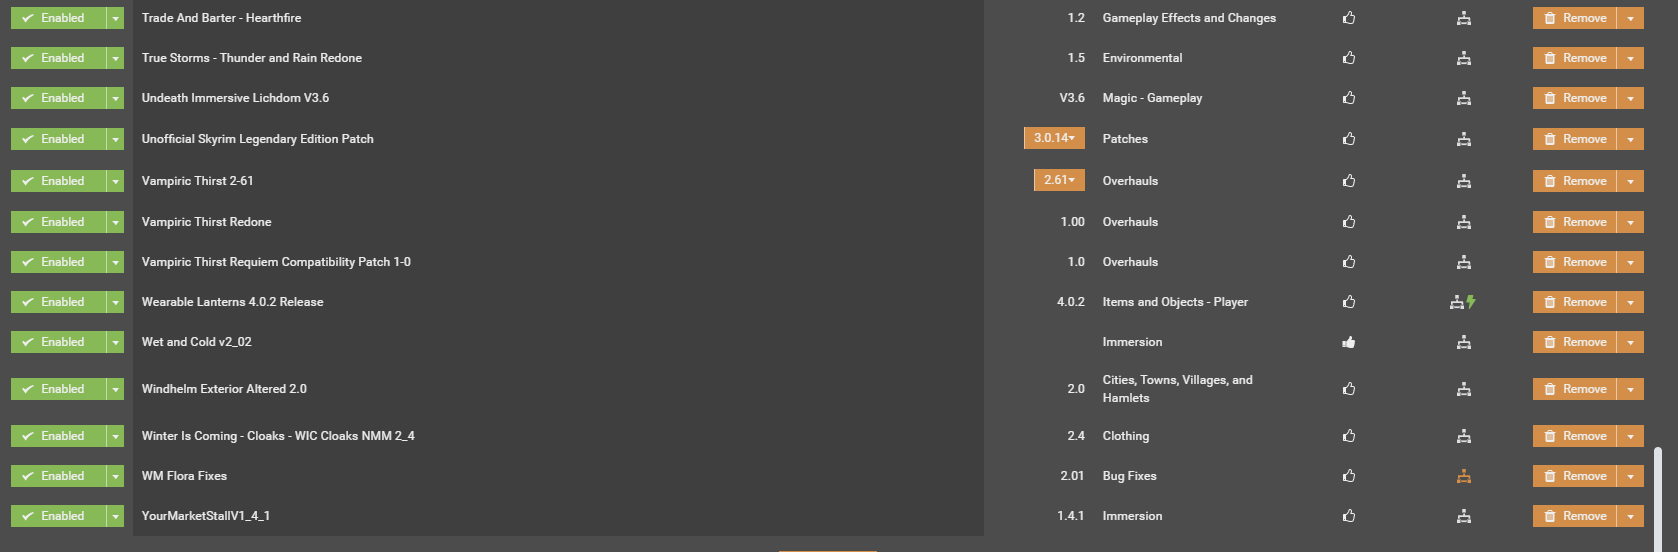 Enabled Trade And Barter - Hearthfire 1.2 Gameplay Effects and Changes Remove
Enabled True Storms - Thunder and Rain Redone 1.5 Environmental Remove
Enabled Undeath Immersive Lichdom V3.6 V3.6 Magic - Gameplay Remove
Enabled Unofficial Skyrim Legendary Edition Patch 3.0.14 Patches Remove
Enabled Vampiric Thirst 2-61 2.61 Overhauls Remove
Enabled Vampiric Thirst Redone 1.00 Overhauls Remove
Enabled Vampiric Thirst Requiem Compatibility Patch 1-0 1.0 Overhauls Remove
Enabled Wearable Lanterns 4.0.2 Release 4.0.2 Items and Objects - Player Remove
Enabled Wet and Cold v2_02 Immersion Remove
Enabled Windhelm Exterior Altered 2.0 2.0 Cities, Towns, Villages, and
Hamlets Remove
Enabled Winter Is Coming - Cloaks - WIC Cloaks NMM 2_4 2.4 Clothing Remove
Enabled WM Flora Fixes 2.01 Bug Fixes Remove
Enabled YourMarketStallV1_4_1 1.4.1 Immersion Remove